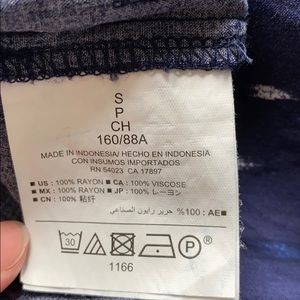 S
P
CH
160/88A
MADE IN INDONESIA/ HECHO EN INDONESIA
CON INSUMOS IMPORTADOS
RN 54023 CA 17897
■ US: 100% RAYON ■ CA: 100% VISCOSE
■ MX: 100% RAYON ■ JP: 100% レーヨン
■ CN: 100% 粘纤
■ AE: 100% حرير رايون الصناعي
30
P
1166